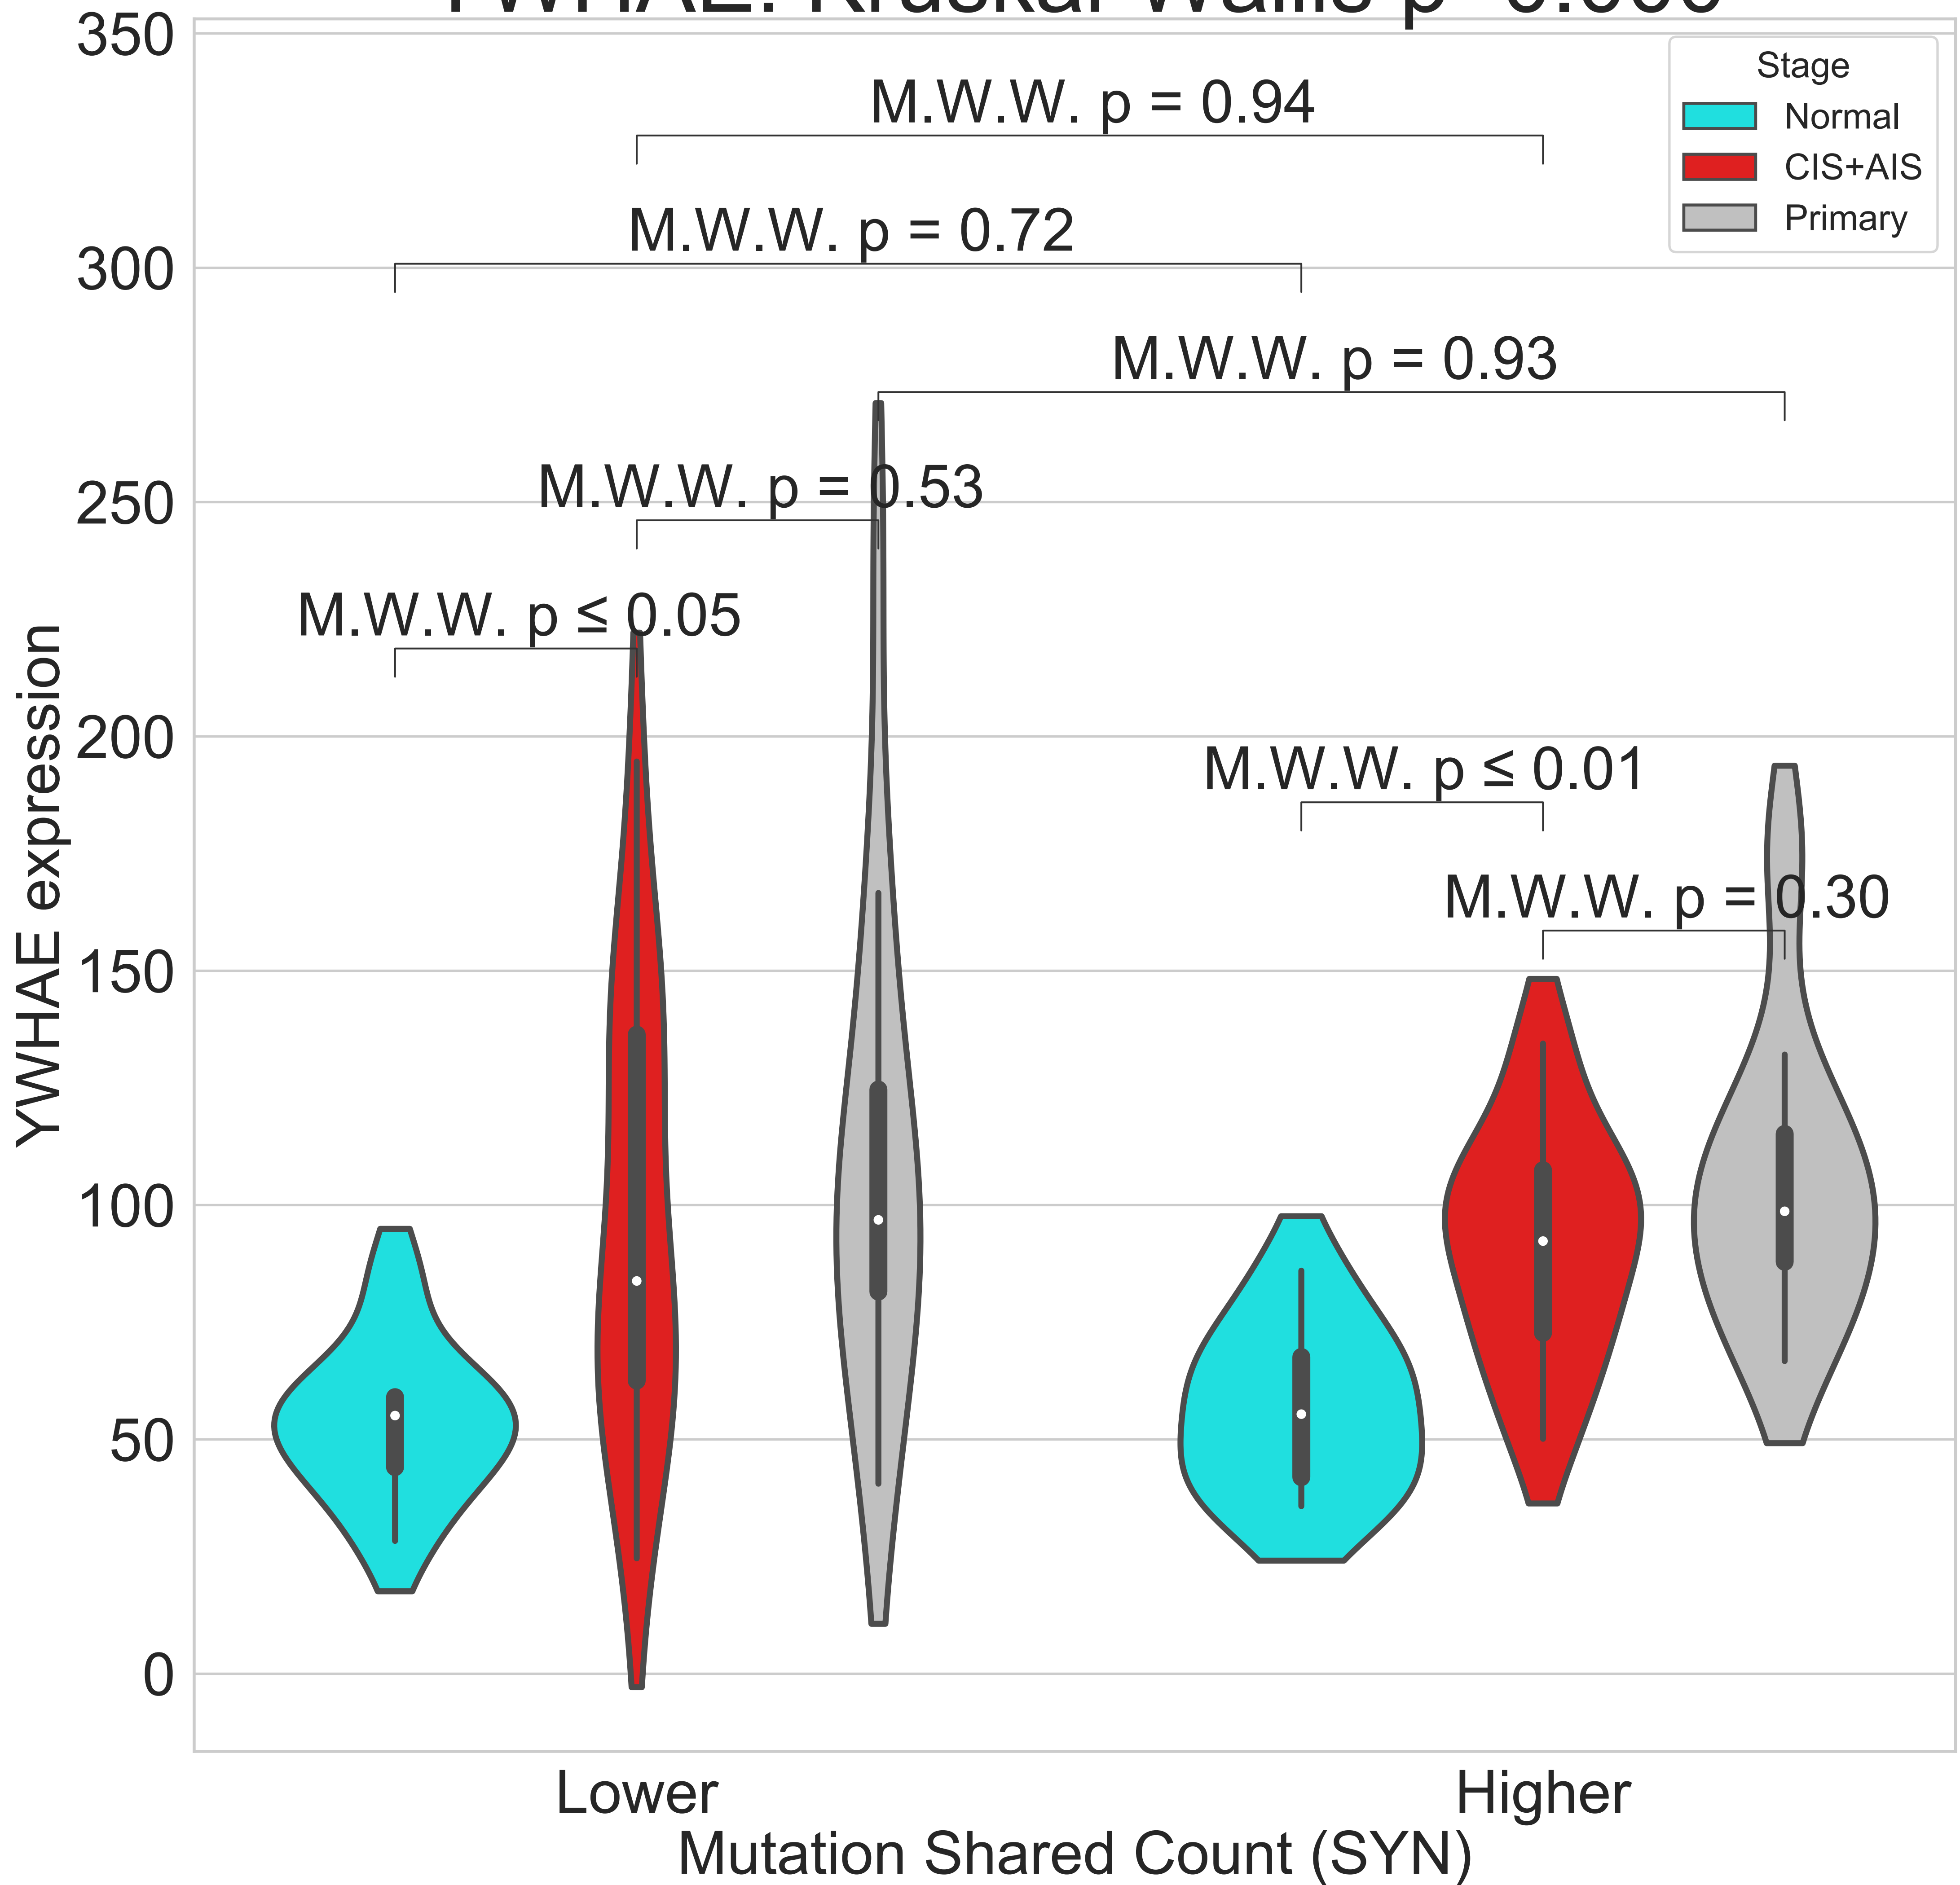 350
Stage
Normal
CIS+AIS
Primary
M.W.W. p = 0.94
M.W.W. p = 0.72
300
M.W.W. p = 0.93
M.W.W. p = 0.53
250
M.W.W. p ≤ 0.05
200
M.W.W. p ≤ 0.01
M.W.W. p = 0.30
150
100
50
0
YWHAE expression
Lower
Higher
Mutation Shared Count (SYN)